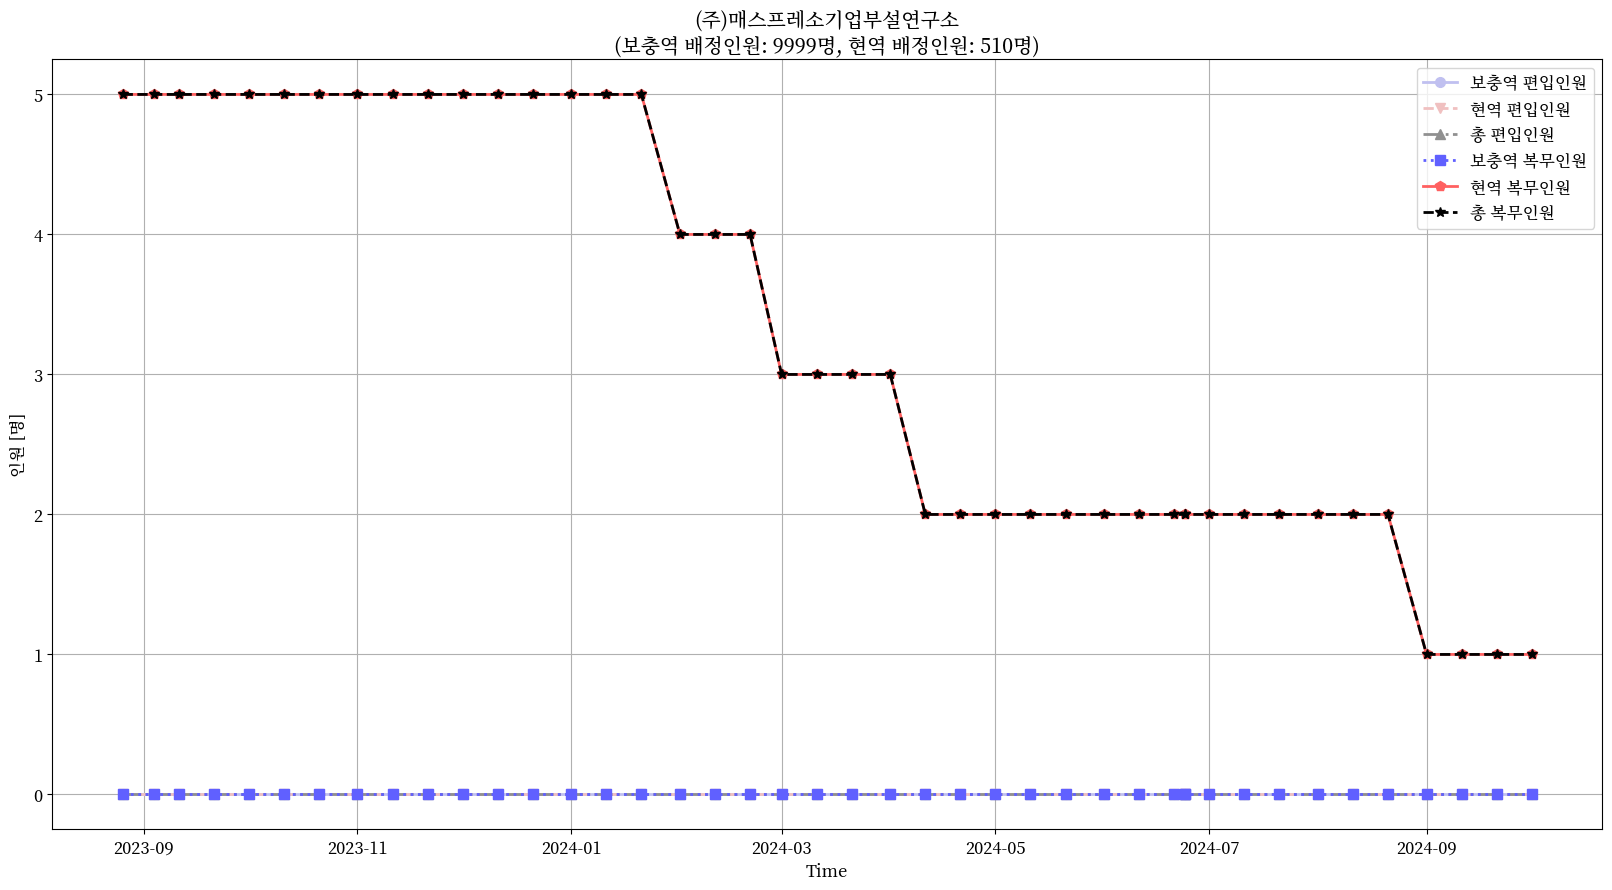 (주)매스프레소기업부설연구소
(보충역 배정인원: 9999명, 현역 배정인원: 510명)
보충역 편입인원
현역 편입인원
총 편입인원
보충역 복무인원
현역 복무인원
총 복무인원
인원 [명]
5
4
3
2
1
0
2023-09
2023-11
2024-01
2024-03
2024-05
2024-07
2024-09
Time